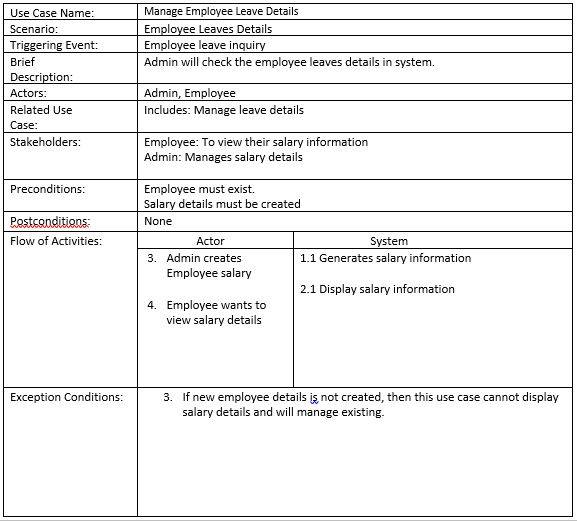 Use Case Name: Manage Employee Leave Details
Scenario: Employee Leaves Details
Triggering Event: Employee leave inquiry
Brief Admin will check the employee leaves details in system.
Description:
Actors: Admin, Employee
Related Use Includes: Manage leave details
Case:
Stakeholders: Employee: To view their salary information
Admin: Manages salary details
Preconditions: Employee must exist.
Salary details must be created
Postconditions: None
Flow of Activities: Actor System
3. Admin creates 1.1 Generates salary information
Employee salary
2.1 Display salary information
4. Employee wants to
view salary details
Exception Conditions: 3. If new employee details is not created, then this use case cannot display
salary details and will manage existing.